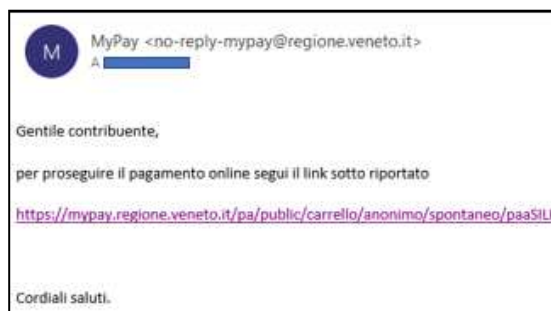 M
MyPay <no-reply-mypay@regione.veneto.it>
A
Gentile contribuente,
per proseguire il pagamento online segui il link sotto riportato
https://mypay.regione.veneto.it/pa/public/carrello/anonimo/spontaneo/paaSILI
Cordiali saluti.